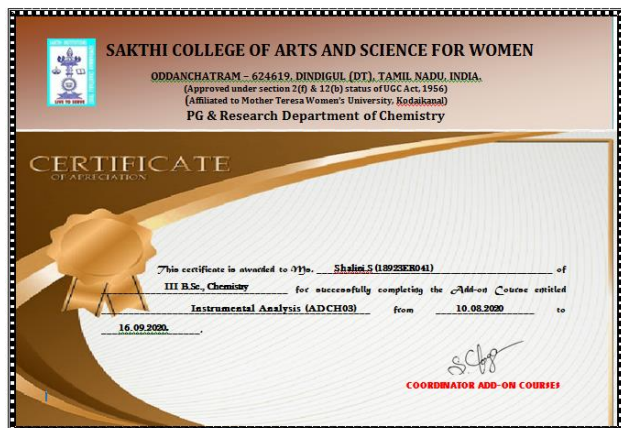 SAKTHI COLLEGE OF ARTS AND SCIENCE FOR WOMEN
ODDANCHATRAM – 624619, DINDIGUL (DT), TAMIL NADU, INDIA.
(Approved under section 2(f) & 12(b) status of UGC Act, 1956)
(Affiliated to Mother Teresa Women's University, Kodaikanal)
PG & Research Department of Chemistry
LIVE TO SERVE
CERTIFICATE
OF APRECIATION
This certificate is awarded to Ms. Shalini.S (18923ER041) of
III B.Sc., Chemistry for successfully completing the Add-on Course entitled
Instrumental Analysis (ADCH03) from 10.08.2020 to
16.09.2020.
COORDINATOR ADD-ON COURSES